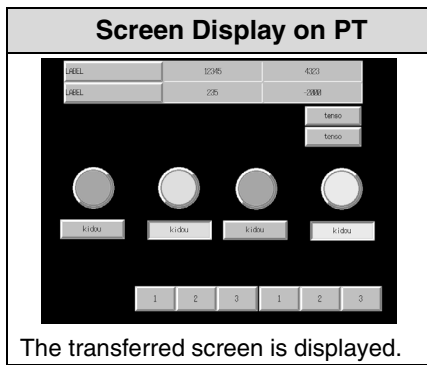 Screen Display on PT
LABEL 12345 4323
LABEL 235 -2000
tenso
tenso
kidou kidou kidou kidou
1 2 3 1 2 3
The transferred screen is displayed.